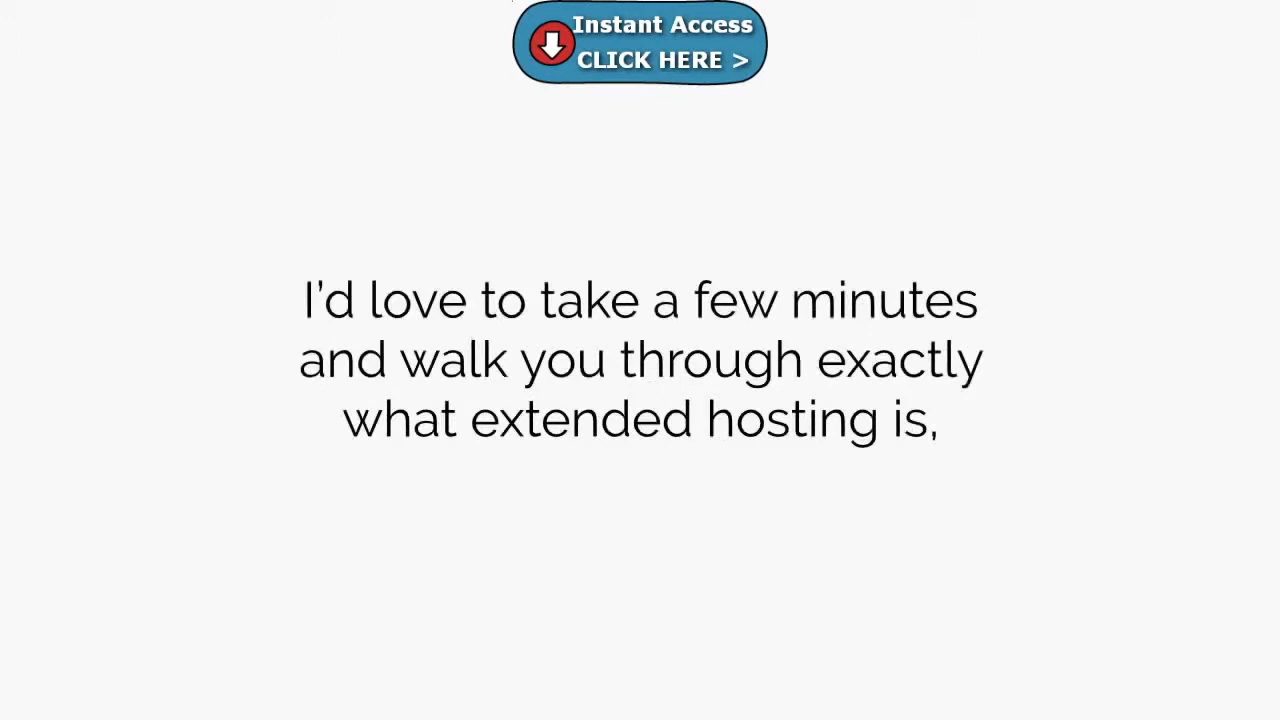 Instant Access
CLICK HERE >
I’d love to take a few minutes
and walk you through exactly
what extended hosting is,